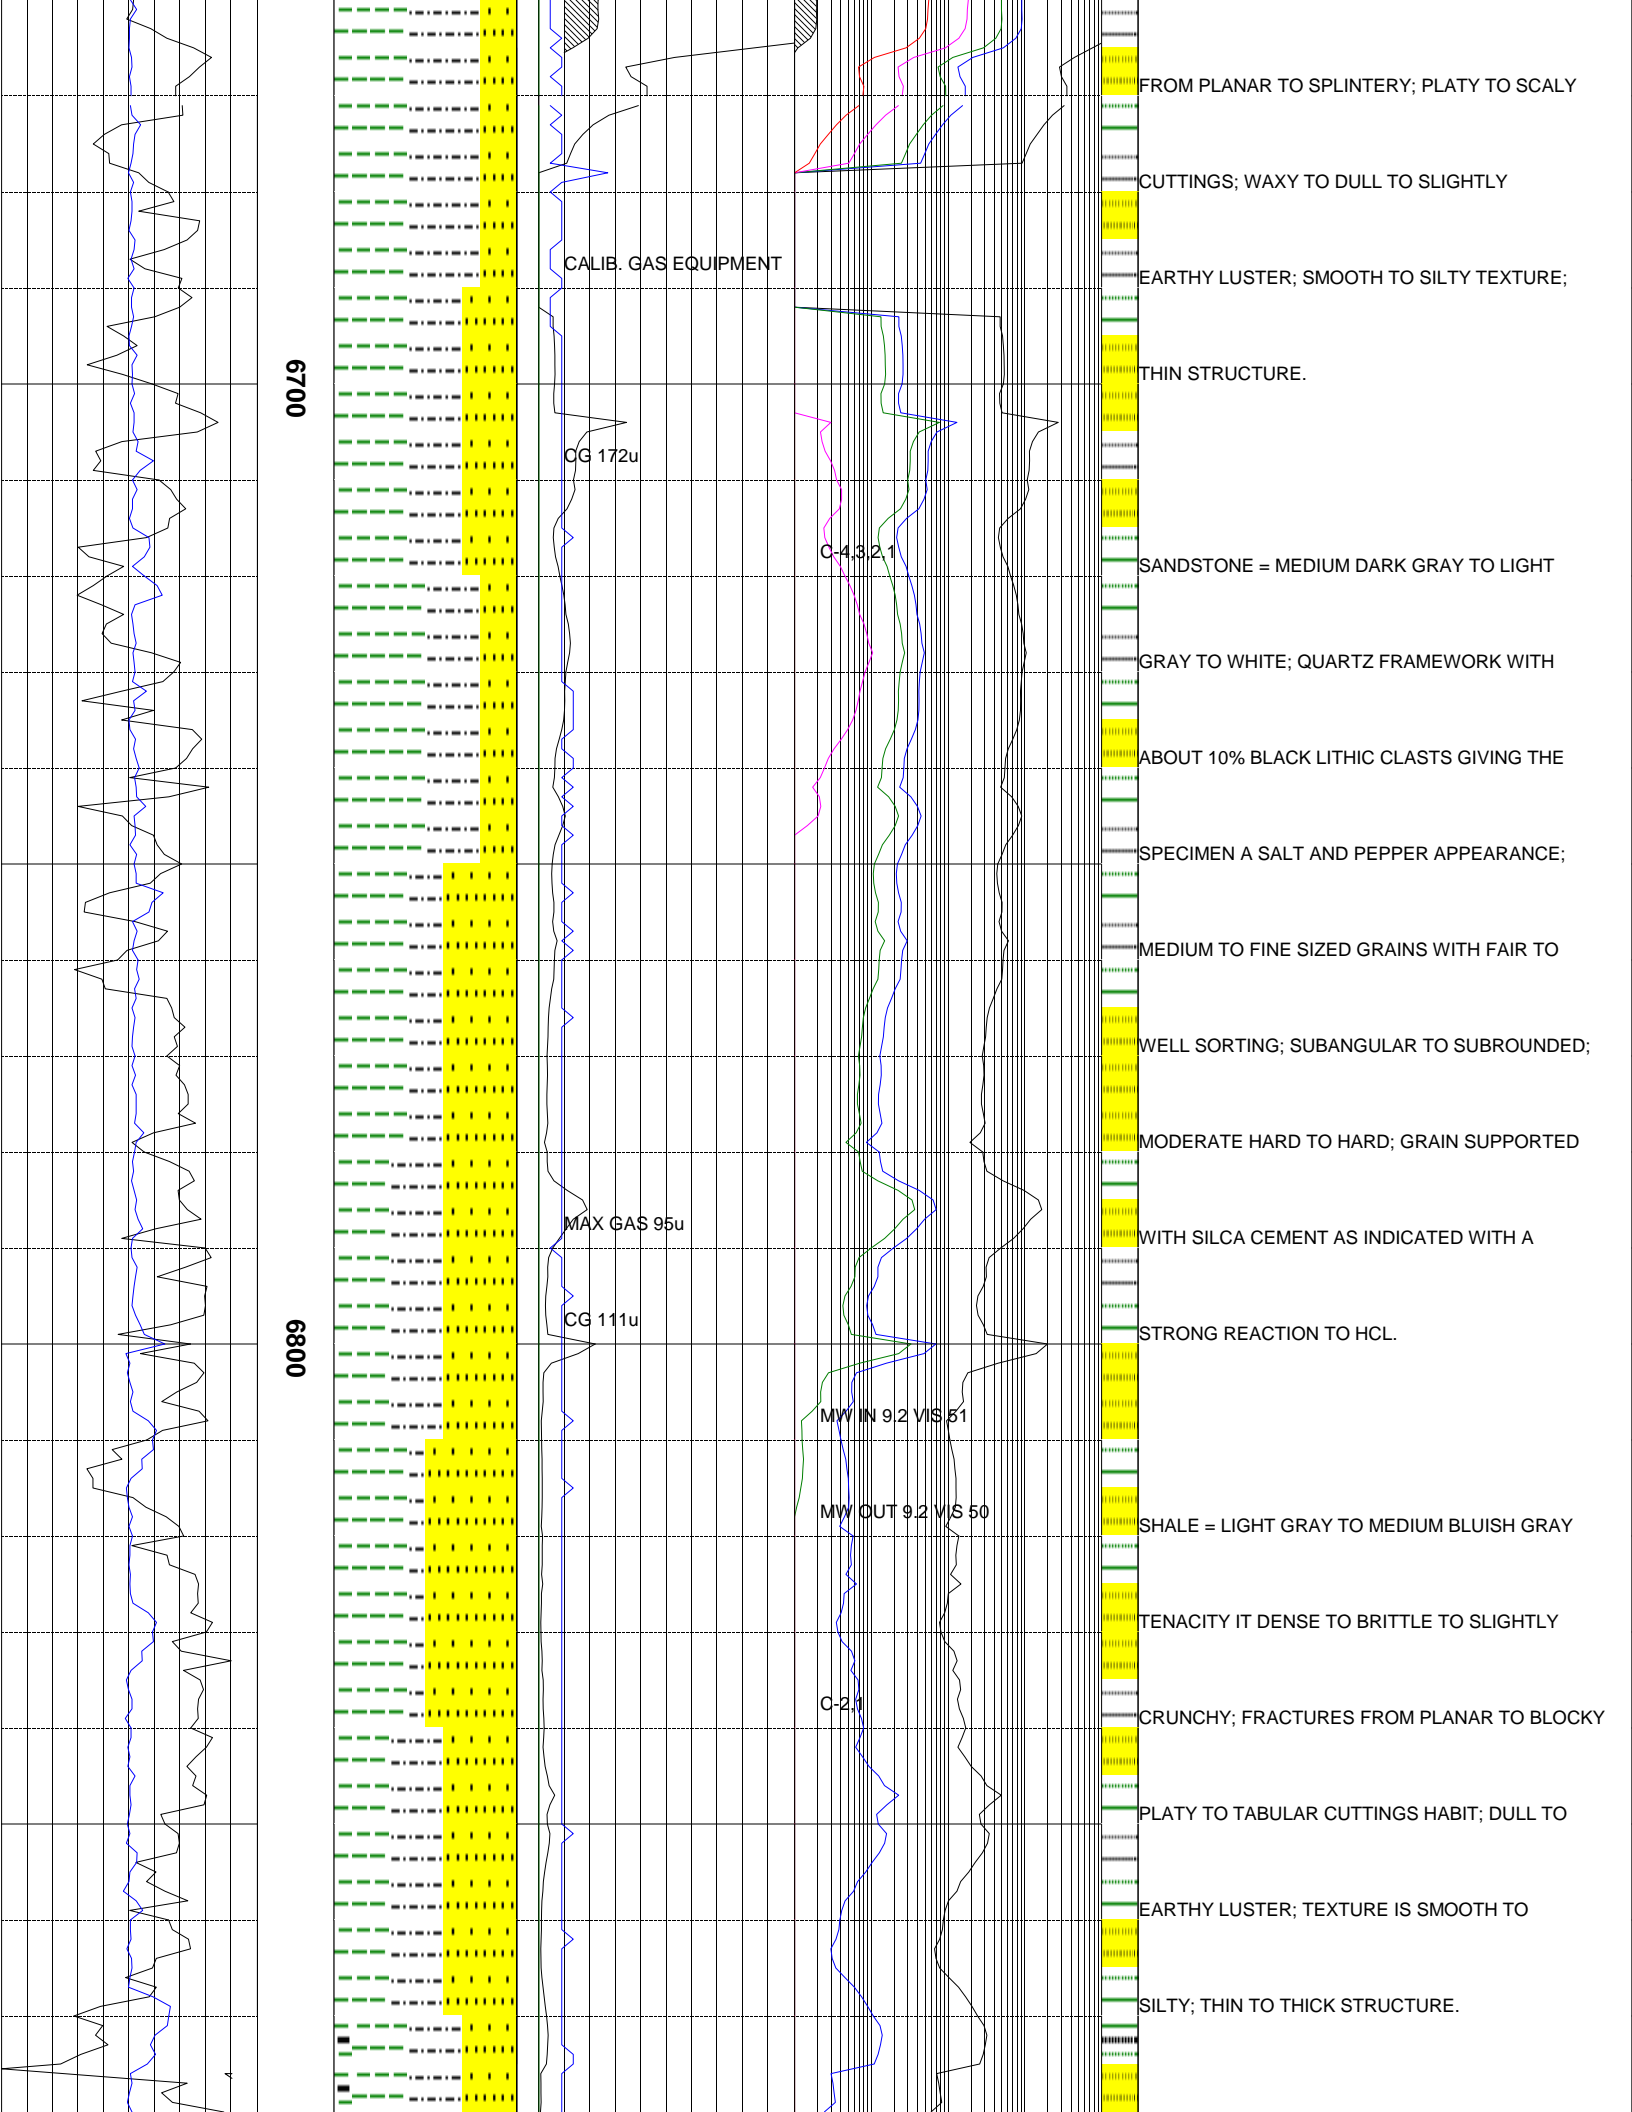 FROM PLANAR TO SPLINTERY; PLATY TO SCALY
CUTTINGS; WAXY TO DULL TO SLIGHTLY
CALIB. GAS EQUIPMENT
EARTHY LUSTER; SMOOTH TO SILTY TEXTURE;
6700
THIN STRUCTURE.
CG 172u
C-4,3,2,1
SANDSTONE = MEDIUM DARK GRAY TO LIGHT
GRAY TO WHITE; QUARTZ FRAMEWORK WITH
ABOUT 10% BLACK LITHIC CLASTS GIVING THE
SPECIMEN A SALT AND PEPPER APPEARANCE;
MEDIUM TO FINE SIZED GRAINS WITH FAIR TO
WELL SORTING; SUBANGULAR TO SUBROUNDED;
MODERATE HARD TO HARD; GRAIN SUPPORTED
MAX GAS 95u
WITH SILCA CEMENT AS INDICATED WITH A
CG 111u
6800
STRONG REACTION TO HCL.
MW IN 9.2 VIS 51
MW OUT 9.2 VIS 50
SHALE = LIGHT GRAY TO MEDIUM BLUISH GRAY
TENACITY IT DENSE TO BRITTLE TO SLIGHTLY
C-2,1
CRUNCHY; FRACTURES FROM PLANAR TO BLOCKY
PLATY TO TABULAR CUTTINGS HABIT; DULL TO
EARTHY LUSTER; TEXTURE IS SMOOTH TO
SILTY; THIN TO THICK STRUCTURE.